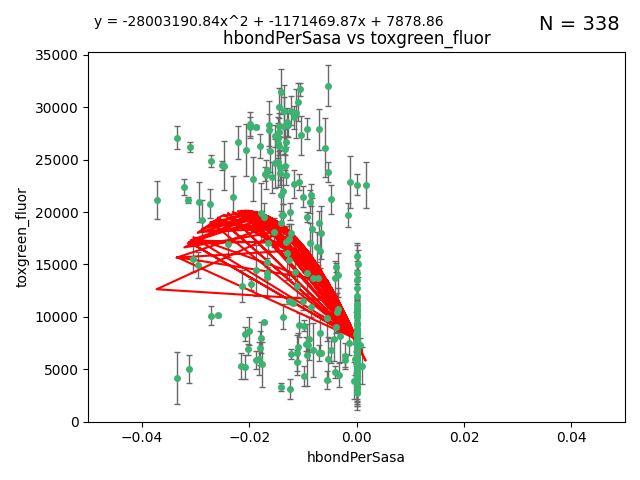 y = -28003190.84x^2 + -1171469.87x + 7878.86
N = 338
hbondPerSasa vs toxgreen_fluor
35000
30000
25000
20000
15000
10000
5000
0
toxgreen_fluor
−0.04
−0.02
0.00
0.02
0.04
hbondPerSasa